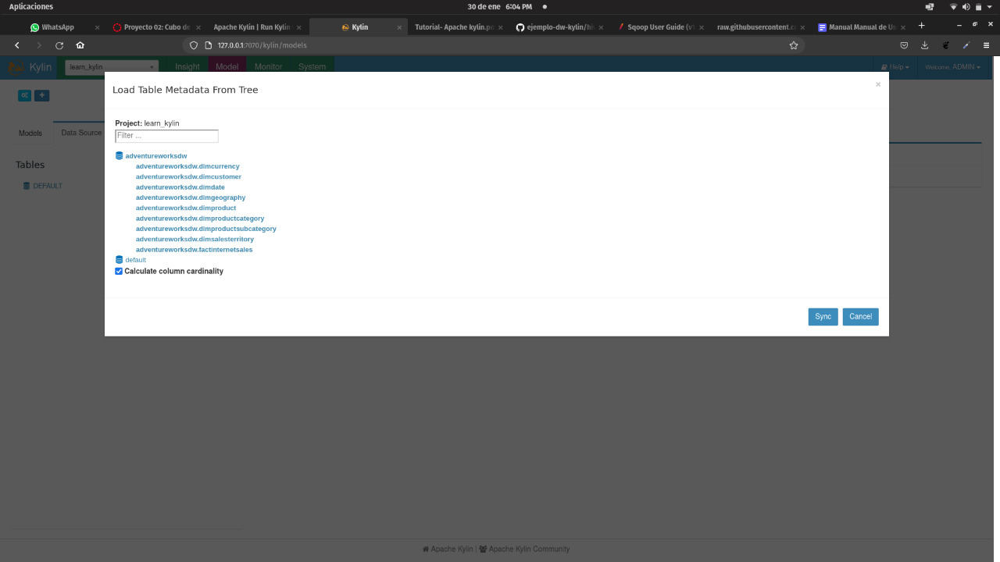 Aplicaciones
30 de ene 6:04 PM
WhatsApp
Proyecto 02: Cubo de
Apache Kylin | Run Kylin
Kylin
Tutorial- Apache kylin.po
ejemplo-dw-kylin/hi
Sqoop User Guide (v1
raw.githubusercontent.c
Manual Manual de Us
127.0.0.1:7070/kylin/models
Kylin
learn_kylin
Insight
Model
Monitor
System
Help
Welcome, ADMIN
Load Table Metadata From Tree
×
Models
Data Source
Tables
DEFAULT
Project: learn_kylin
Filter ...
adventureworksdw
adventureworksdw.dimcurrency
adventureworksdw.dimcustomer
adventureworksdw.dimdate
adventureworksdw.dimgeography
adventureworksdw.dimproduct
adventureworksdw.dimproductcategory
adventureworksdw.dimproductsubcategory
adventureworksdw.dimsalesterritory
adventureworksdw.factinternetsales
default
Calculate column cardinality
Sync
Cancel
Apache Kylin | Apache Kylin Community